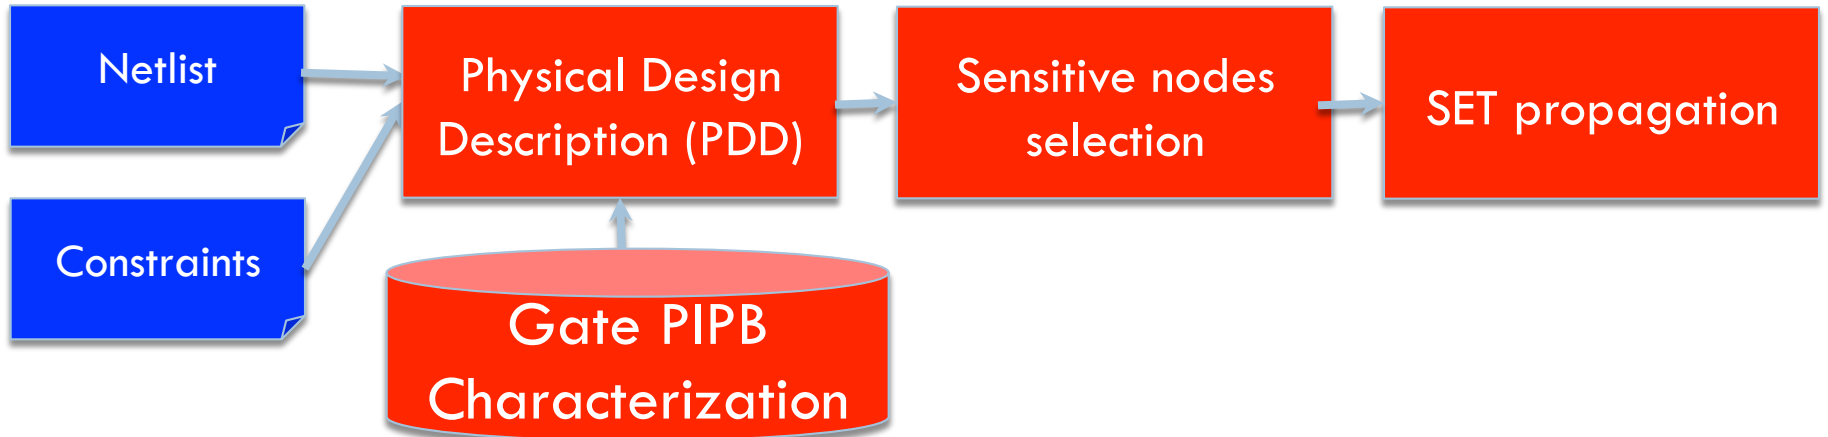 Netlist
Physical Design
Description (PDD)
Sensitive nodes
selection
SET propagation
Constraints
Gate PIPB
Characterization